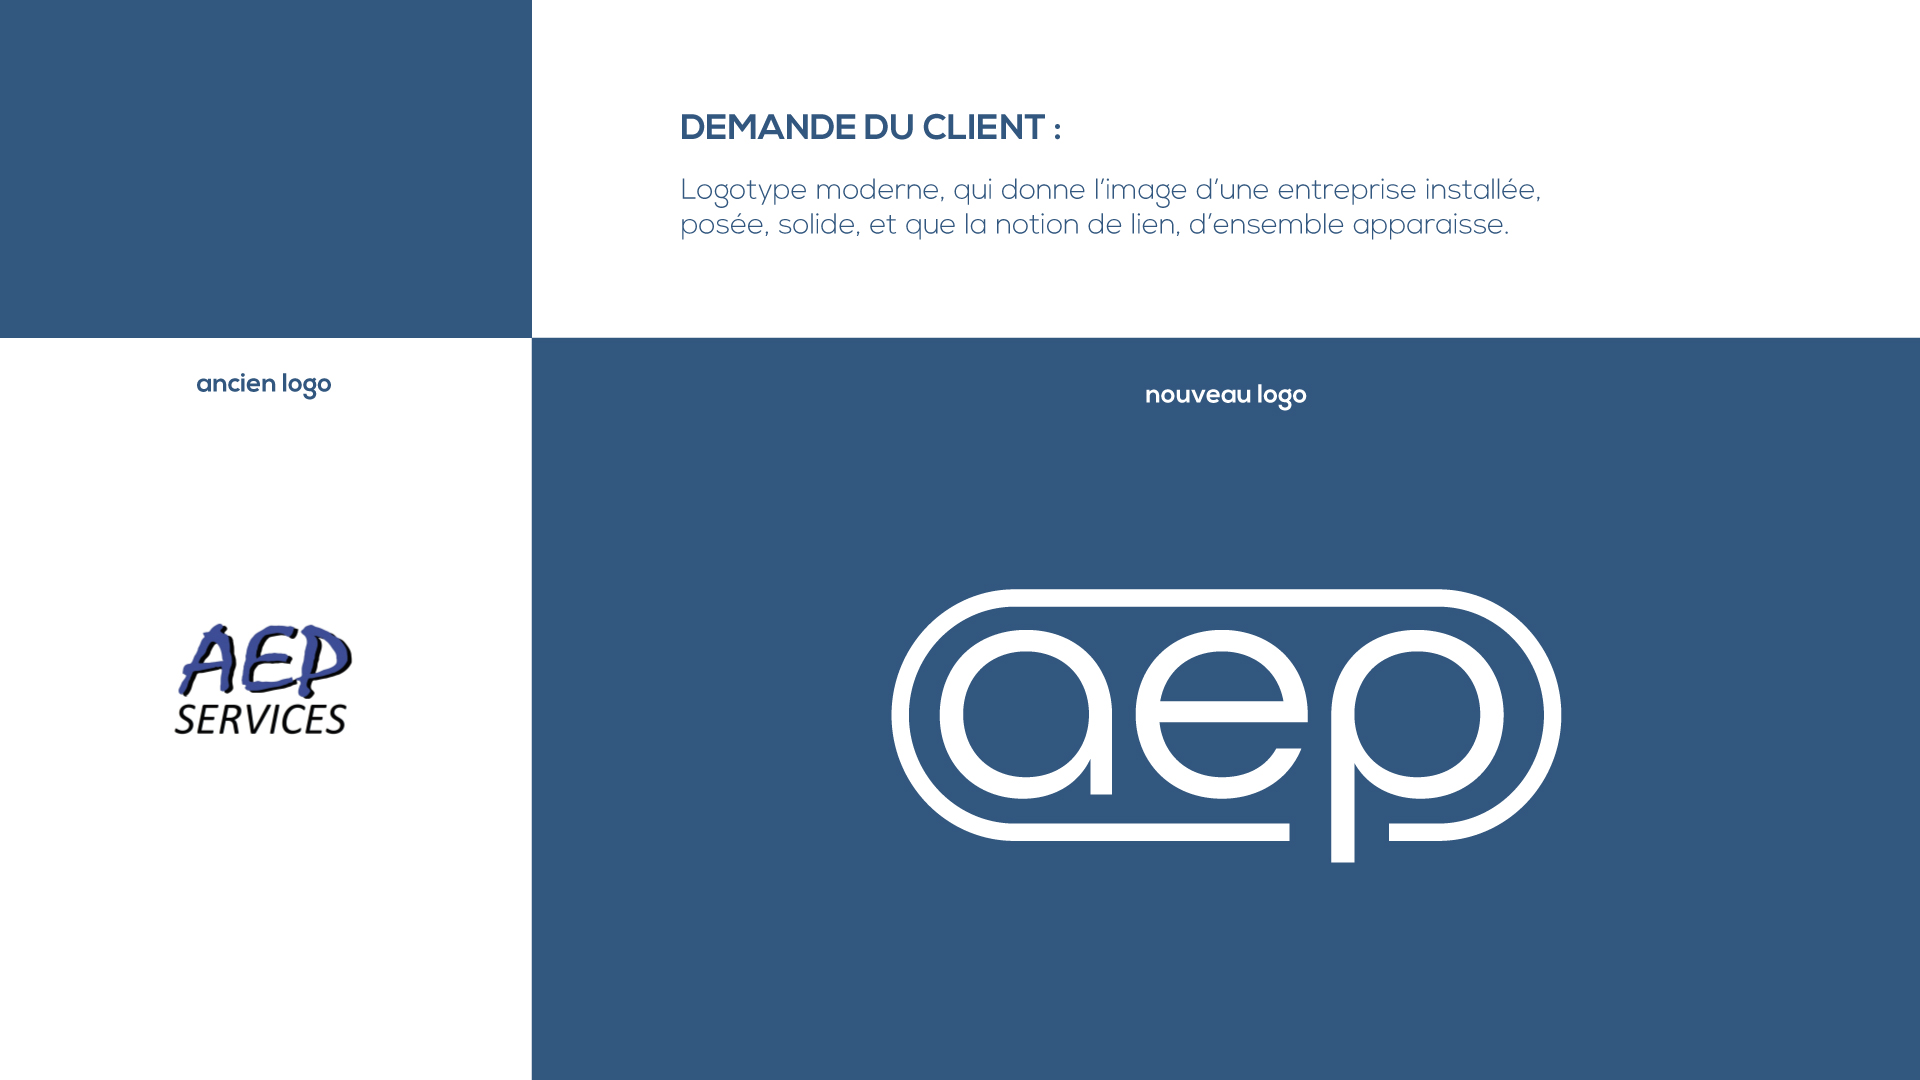 DEMANDE DU CLIENT :
Logotype moderne, qui donne l’image d’une entreprise installée,
posée, solide, et que la notion de lien, d’ensemble apparaisse.
ancien logo
nouveau logo
AEP
SERVICES
aep